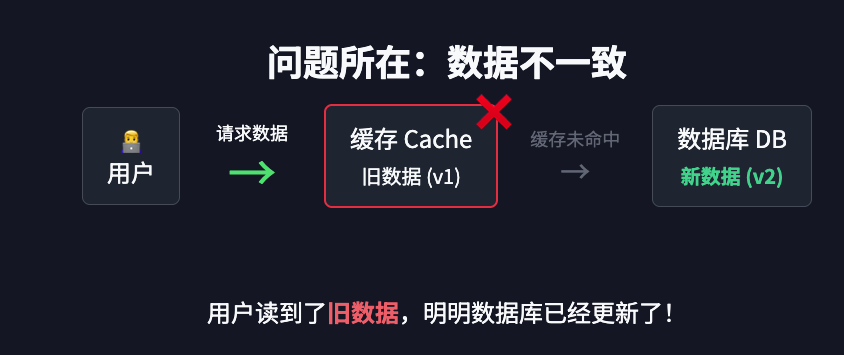 问题所在：数据不一致
请求数据
缓存 Cache
旧数据 (v1)
缓存未命中
数据库 DB
新数据 (v2)
用户
用户读到了旧数据，明明数据库已经更新了！